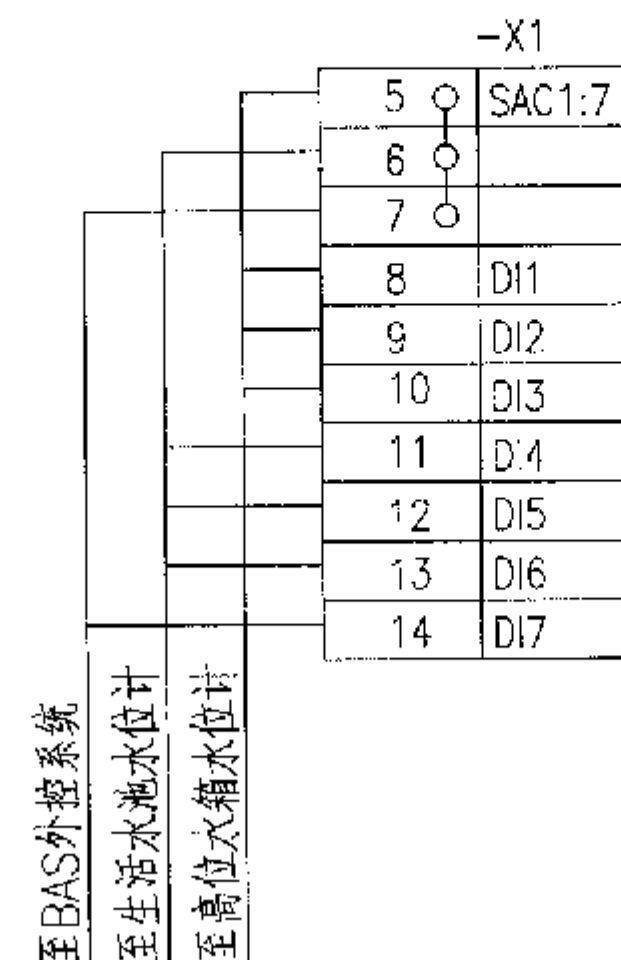 -X1
5 SAC1:7
6
7
8 DI1
9 DI2
10 DI3
11 DI4
12 DI5
13 DI6
14 DI7
至BAS外控系统
至生活水池水位计
至高位水箱水位计